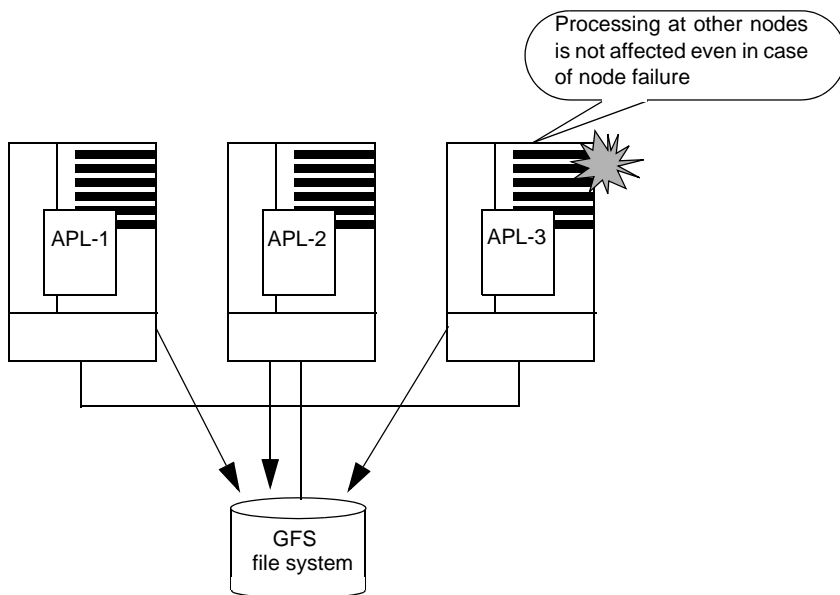 Processing at other nodes
is not affected even in case
of node failure
APL-1
APL-2
APL-3
GFS
file system